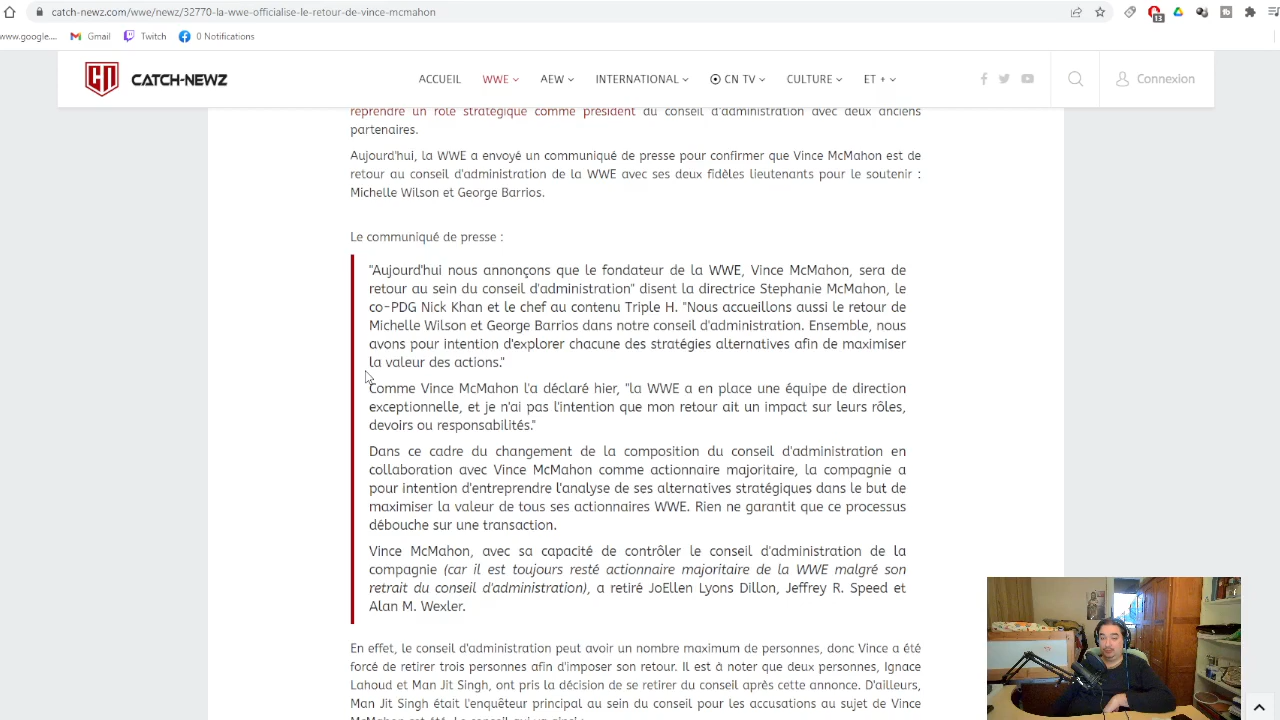 catch-newz.com/wwe/newz/32770-la-wwe-officialise-le-retour-de-vince-mcmahon
13
www.google.... Gmail Twitch 0 Notifications
CN CATCH-NEWZ ACCUEIL WWE AEW INTERNATIONAL CN TV CULTURE ET + Connexion
reprendre un rôle stratégique comme président du conseil d'administration avec deux anciens
partenaires.
Aujourd'hui, la WWE a envoyé un communiqué de presse pour confirmer que Vince McMahon est de
retour au conseil d'administration de la WWE avec ses deux fidèles lieutenants pour le soutenir :
Michelle Wilson et George Barrios.
Le communiqué de presse :
"Aujourd'hui nous annonçons que le fondateur de la WWE, Vince McMahon, sera de
retour au sein du conseil d'administration" disent la directrice Stephanie McMahon, le
co-PDG Nick Khan et le chef au contenu Triple H. "Nous accueillons aussi le retour de
Michelle Wilson et George Barrios dans notre conseil d'administration. Ensemble, nous
avons pour intention d'explorer chacune des stratégies alternatives afin de maximiser
la valeur des actions."
Comme Vince McMahon l'a déclaré hier, "la WWE a en place une équipe de direction
exceptionnelle, et je n'ai pas l'intention que mon retour ait un impact sur leurs rôles,
devoirs ou responsabilités."
Dans ce cadre du changement de la composition du conseil d'administration en
collaboration avec Vince McMahon comme actionnaire majoritaire, la compagnie a
pour intention d'entreprendre l'analyse de ses alternatives stratégiques dans le but de
maximiser la valeur de tous ses actionnaires WWE. Rien ne garantit que ce processus
débouche sur une transaction.
Vince McMahon, avec sa capacité de contrôler le conseil d'administration de la
compagnie (car il est toujours resté actionnaire majoritaire de la WWE malgré son
retrait du conseil d'administration), a retiré JoEllen Lyons Dillon, Jeffrey R. Speed et
Alan M. Wexler.
En effet, le conseil d'administration peut avoir un nombre maximum de personnes, donc Vince a été
forcé de retirer trois personnes afin d'imposer son retour. Il est à noter que deux personnes, Ignace
Lahoud et Man Jit Singh, ont pris la décision de se retirer du conseil après cette annonce. D'ailleurs,
Man Jit Singh était l'enquêteur principal au sein du conseil pour les accusations au sujet de Vince